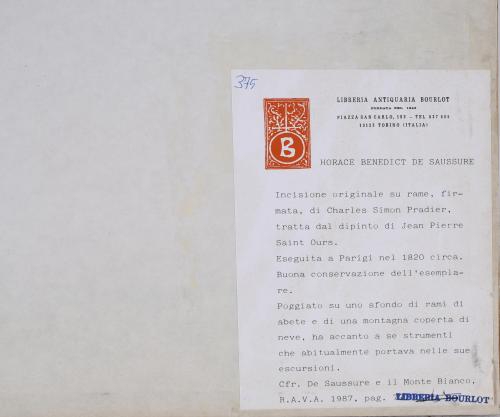 375
LIBRERIA ANTIQUARIA BOURLOT
FONDATA NEL 1848
PIAZZA SAN CARLO, 183 - TEL 537 405
10123 TORINO (ITALIA)
B
HORACE BENEDICT DE SAUSSURE
Incisione originale su rame, fir-
mata, di Charles Simon Pradier,
tratta dal dipinto di Jean Pierre
Saint Ours.
Eseguita a Parigi nel 1820 circa.
Buona conservazione dell'esempla-
re.
Poggiato su uno sfondo di rami di
abete e di una montagna coperta di
neve, ha accanto a se strumenti
che abitualmente portava nelle sue
escursioni.
Cfr. De Saussure e il Monte Bianco,
R.A.V.A. 1987, pag.
LIBRERIA BOURLOT